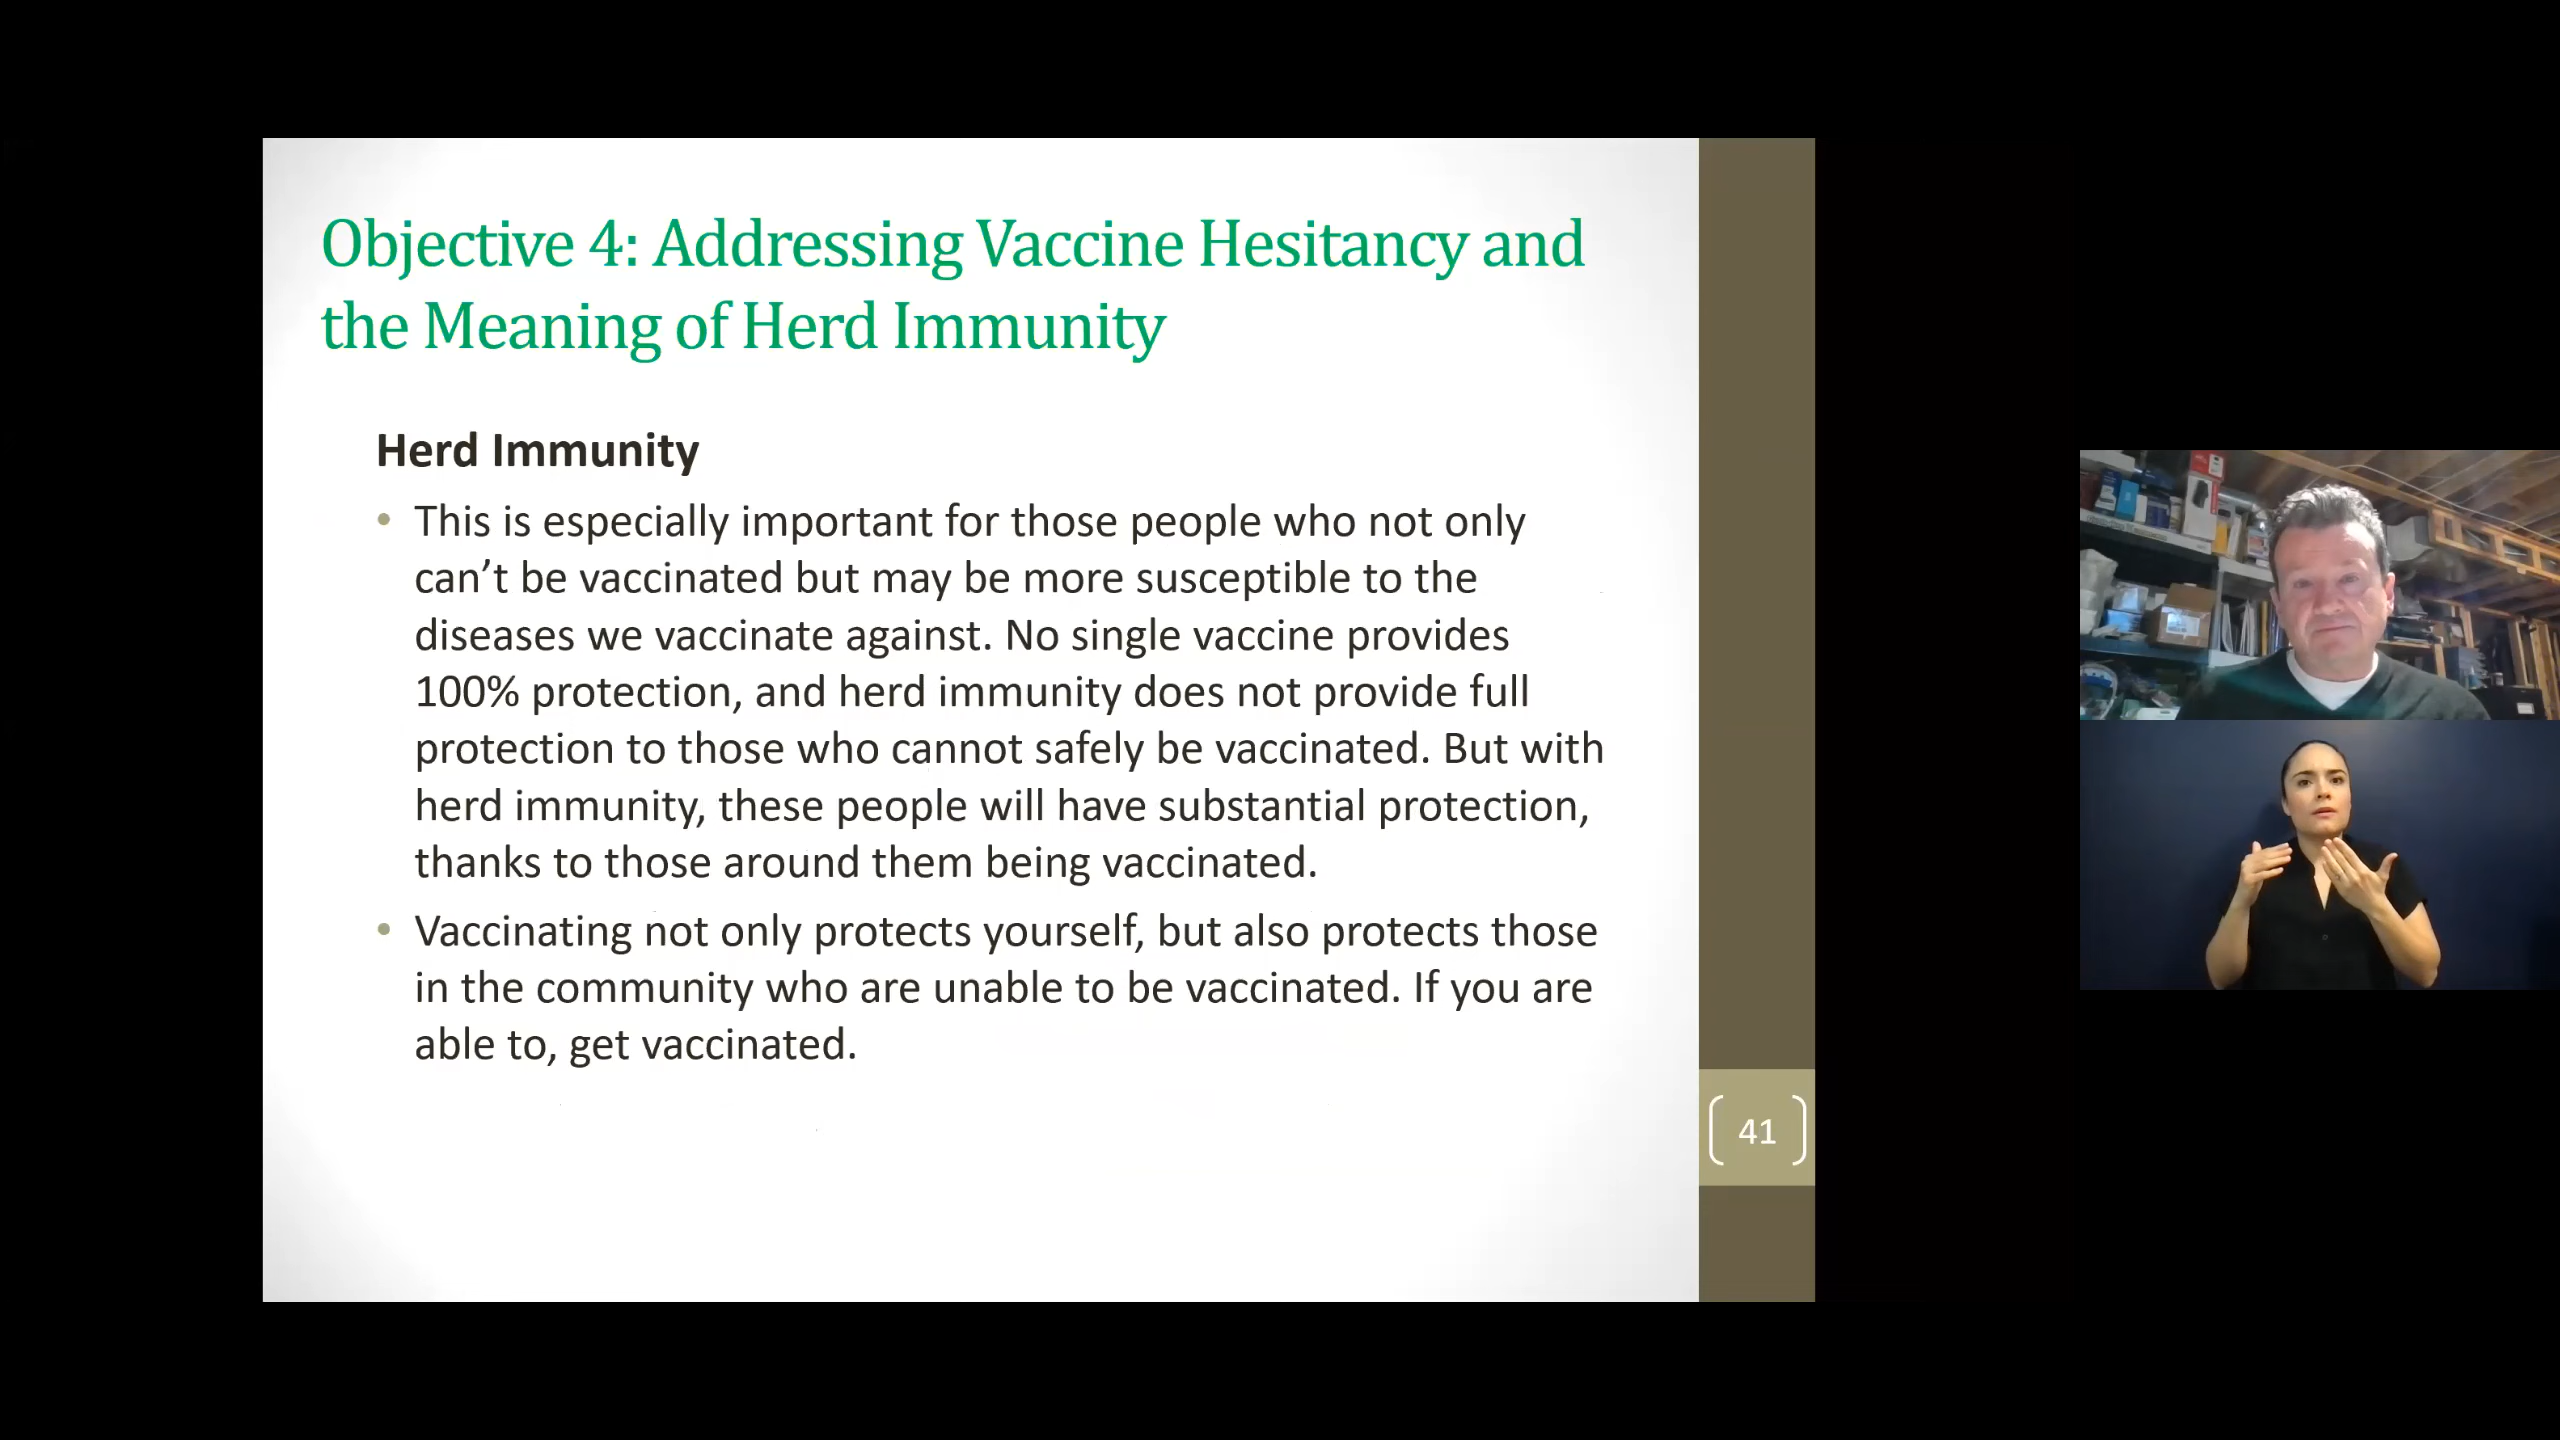 Objective 4: Addressing Vaccine Hesitancy and
the Meaning of Herd Immunity
Herd Immunity
• This is especially important for those people who not only
can’t be vaccinated but may be more susceptible to the
diseases we vaccinate against. No single vaccine provides
100% protection, and herd immunity does not provide full
protection to those who cannot safely be vaccinated. But with
herd immunity, these people will have substantial protection,
thanks to those around them being vaccinated.
• Vaccinating not only protects yourself, but also protects those
in the community who are unable to be vaccinated. If you are
able to, get vaccinated.
41